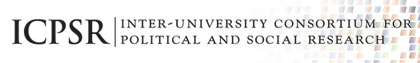 ICPSR
INTER-UNIVERSITY CONSORTIUM FOR
POLITICAL AND SOCIAL RESEARCH